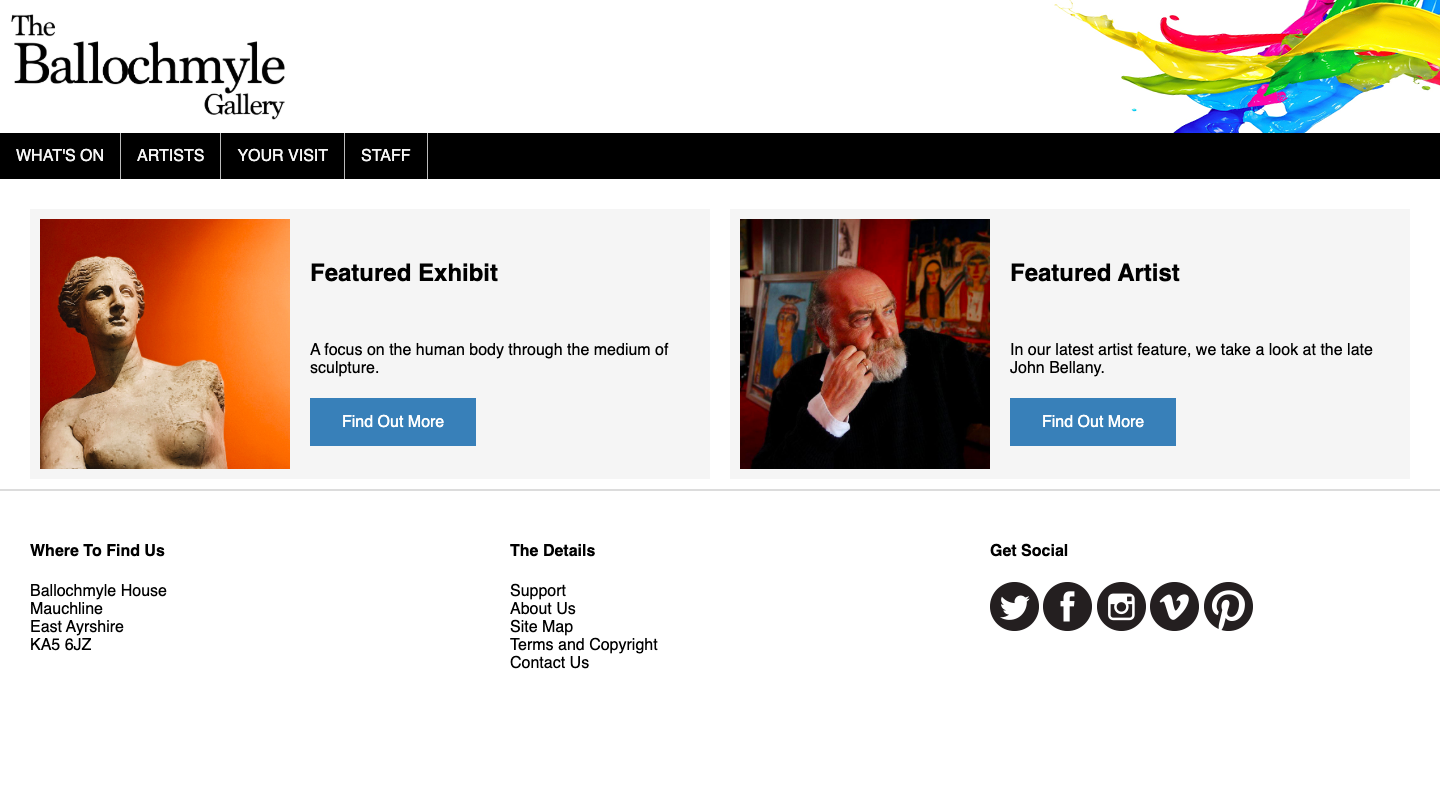 The
Ballochmyle
Gallery
WHAT'S ON
ARTISTS
YOUR VISIT
STAFF
Featured Exhibit
A focus on the human body through the medium of
sculpture.
Find Out More
Featured Artist
In our latest artist feature, we take a look at the late
John Bellany.
Find Out More
Where To Find Us
Ballochmyle House
Mauchline
East Ayrshire
KA5 6JZ
The Details
Support
About Us
Site Map
Terms and Copyright
Contact Us
Get Social